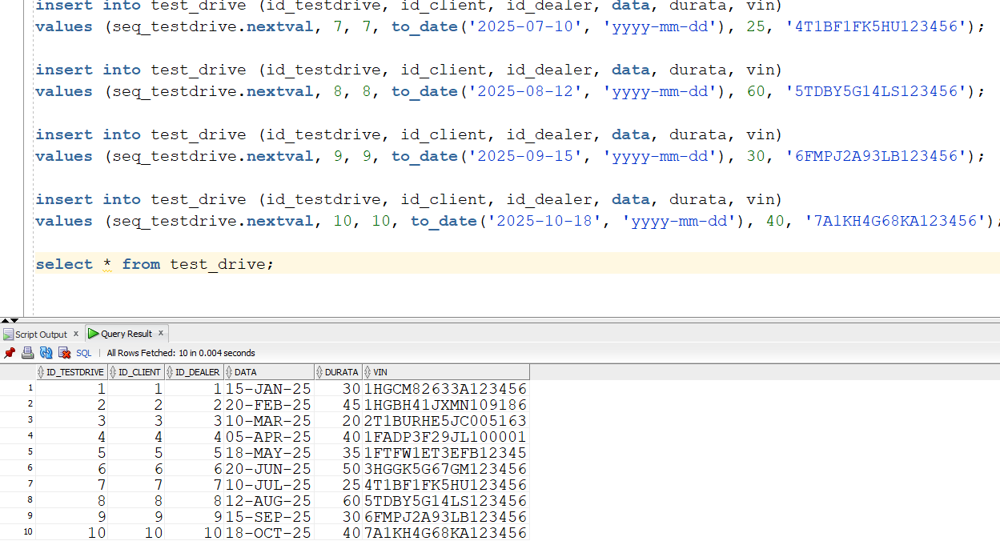 insert into test_drive (id_testdrive, id_client, id_dealer, data, durata, vin)
values (seq_testdrive.nextval, 7, 7, to_date('2025-07-10', 'yyyy-mm-dd'), 25, '4T1BF1FK5HU123456');
insert into test_drive (id_testdrive, id_client, id_dealer, data, durata, vin)
values (seq_testdrive.nextval, 8, 8, to_date('2025-08-12', 'yyyy-mm-dd'), 60, '5TDBY5G14LS123456');
insert into test_drive (id_testdrive, id_client, id_dealer, data, durata, vin)
values (seq_testdrive.nextval, 9, 9, to_date('2025-09-15', 'yyyy-mm-dd'), 30, '6FMPJ2A93LB123456');
insert into test_drive (id_testdrive, id_client, id_dealer, data, durata, vin)
values (seq_testdrive.nextval, 10, 10, to_date('2025-10-18', 'yyyy-mm-dd'), 40, '7A1KH4G68KA123456');
select * from test_drive;
Script Output x Query Result x
SQL | All Rows Fetched: 10 in 0.004 seconds
ID_TESTDRIVE ID_CLIENT ID_DEALER DATA DURATA VIN
1 1 1 1 15-JAN-25 30 1HGCM82633A123456
2 2 2 2 20-FEB-25 45 1HGBH41JXMN109186
3 3 3 3 10-MAR-25 20 2T1BURHE5JC005163
4 4 4 4 05-APR-25 40 1FADP3F29JL100001
5 5 5 5 18-MAY-25 35 1FTFW1ET3EFB12345
6 6 6 6 20-JUN-25 50 3HGGK5G67GM123456
7 7 7 7 10-JUL-25 25 4T1BF1FK5HU123456
8 8 8 8 12-AUG-25 60 5TDBY5G14LS123456
9 9 9 9 15-SEP-25 30 6FMPJ2A93LB123456
10 10 10 10 18-OCT-25 40 7A1KH4G68KA123456